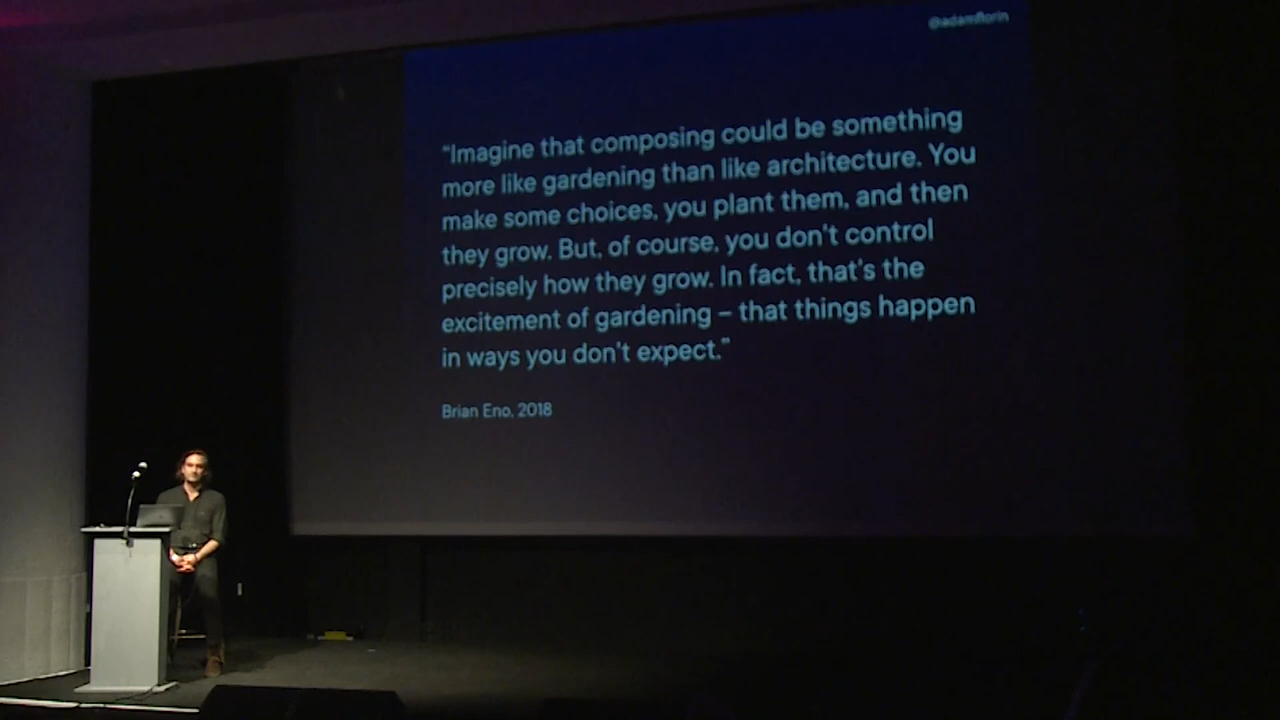 @adamflorin
“Imagine that composing could be something
more like gardening than like architecture. You
make some choices, you plant them, and then
they grow. But, of course, you don't control
precisely how they grow. In fact, that's the
excitement of gardening – that things happen
in ways you don't expect.”
Brian Eno, 2018